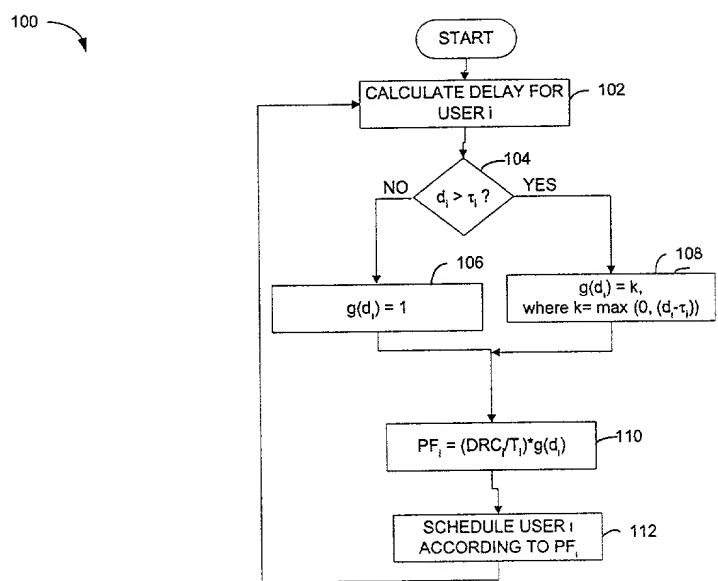 100
START
CALCULATE DELAY FOR
USER i
102
104
NO
dᵢ > τᵢ ?
YES
106
g(dᵢ) = 1
108
g(dᵢ) = k,
where k= max (0, (dᵢ-τᵢ))
PFᵢ = (DRCᵢ/Tᵢ)*g(dᵢ)
110
SCHEDULE USER i
ACCORDING TO PFᵢ
112